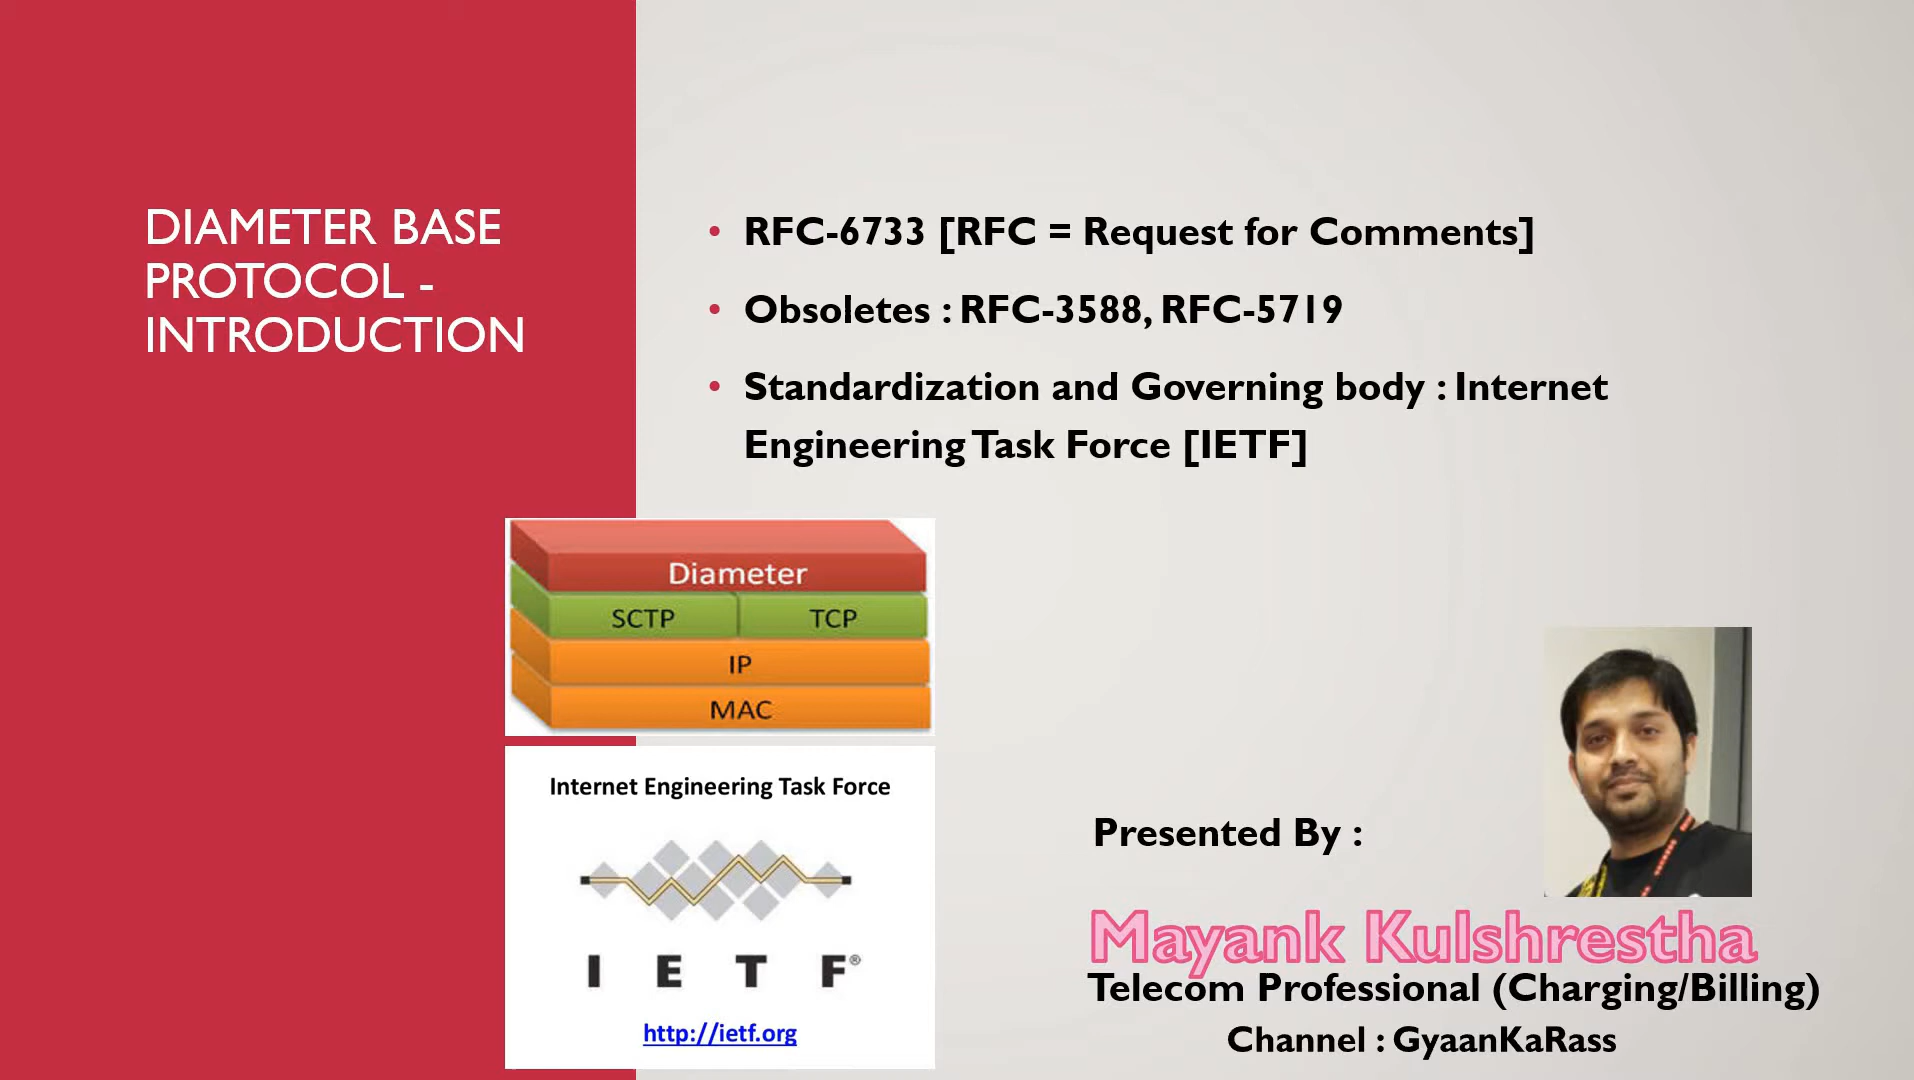 DIAMETER BASE
PROTOCOL -
INTRODUCTION
• RFC-6733 [RFC = Request for Comments]
• Obsoletes : RFC-3588, RFC-5719
• Standardization and Governing body : Internet
Engineering Task Force [IETF]
Diameter
SCTP TCP
IP
MAC
Internet Engineering Task Force
I E T F®
http://ietf.org
Presented By :
Mayank Kulshrestha
Telecom Professional (Charging/Billing)
Channel : GyaanKaRass